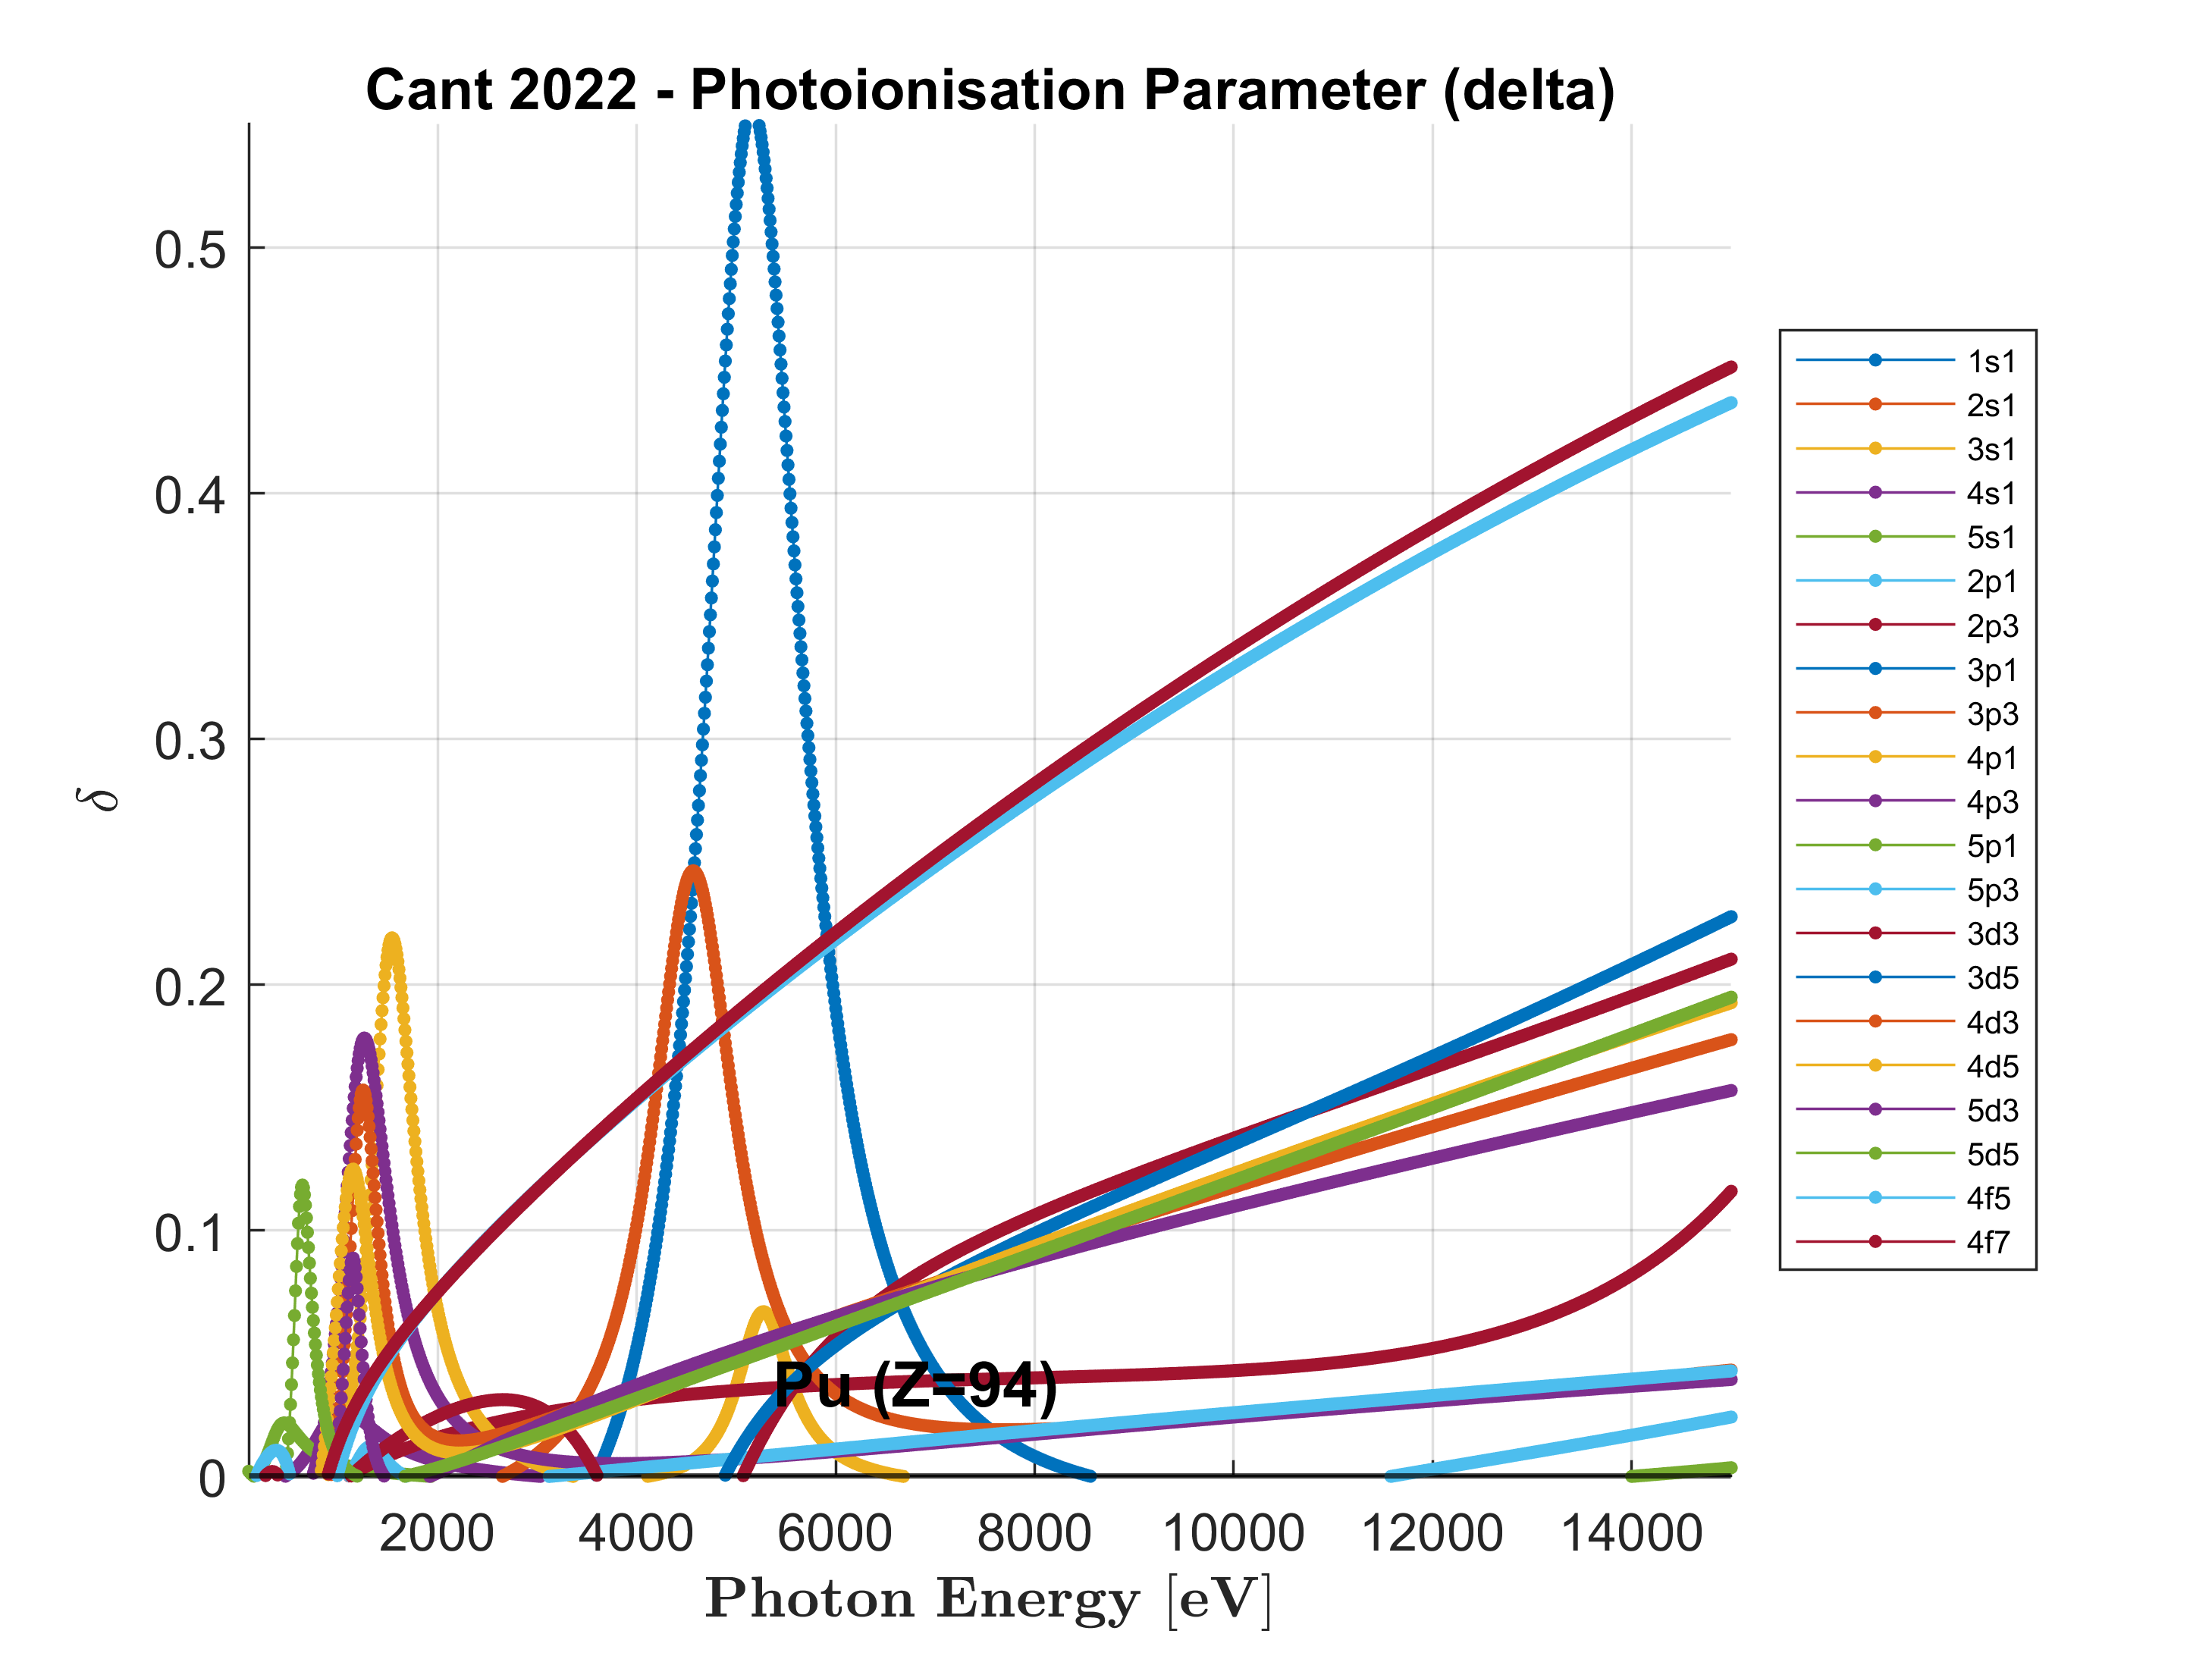 Cant 2022 - Photoionisation Parameter (delta)
0.5
0.4
0.3
0.2
0.1
0
δ
2000 4000 6000 8000 10000 12000 14000
Photon Energy [eV]
Pu (Z=94)
1s1
2s1
3s1
4s1
5s1
2p1
2p3
3p1
3p3
4p1
4p3
5p1
5p3
3d3
3d5
4d3
4d5
5d3
5d5
4f5
4f7